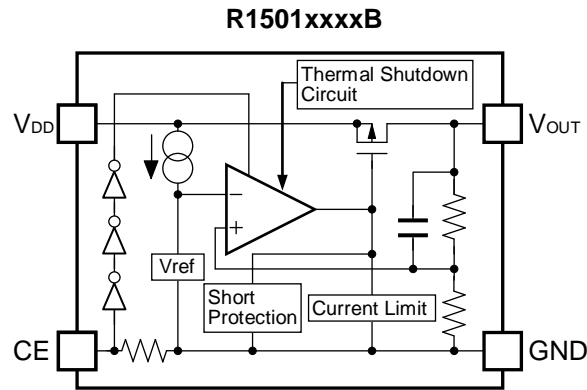 R1501xxxxB
Thermal Shutdown
Circuit
VDD
VOUT
−
+
Vref
Short
Protection
Current Limit
CE
GND